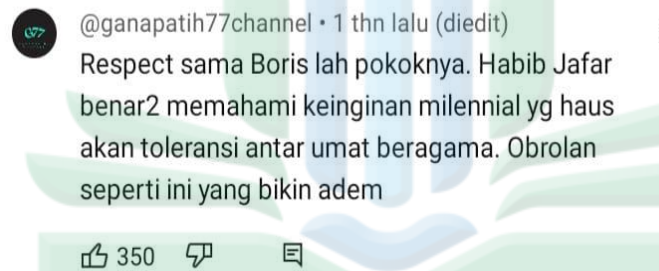 @ganapatih77channel • 1 thn lalu (diedit)
Respect sama Boris lah pokoknya. Habib Jafar
benar2 memahami keinginan milennial yg haus
akan toleransi antar umat beragama. Obrolan
seperti ini yang bikin adem
350